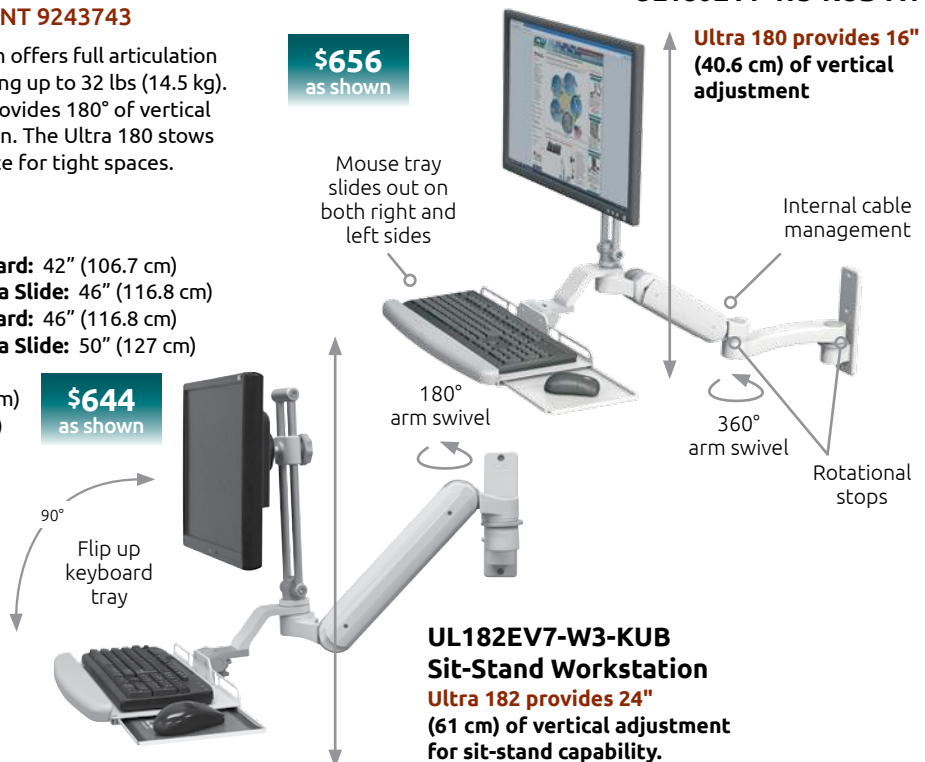 NT 9243743
offers full articulation
ng up to 32 lbs (14.5 kg).
ovides 180° of vertical
n. The Ultra 180 stows
e for tight spaces.
$656
as shown
Ultra 180 provides 16"
(40.6 cm) of vertical
adjustment
Mouse tray
slides out on
both right and
left sides
Internal cable
management
ard: 42” (106.7 cm)
a Slide: 46” (116.8 cm)
ard: 46” (116.8 cm)
a Slide: 50” (127 cm)
m)
)
$644
as shown
180°
arm swivel
360°
arm swivel
Rotational
stops
90°
Flip up
keyboard
tray
UL182EV7-W3-KUB
Sit-Stand Workstation
Ultra 182 provides 24"
(61 cm) of vertical adjustment
for sit-stand capability.